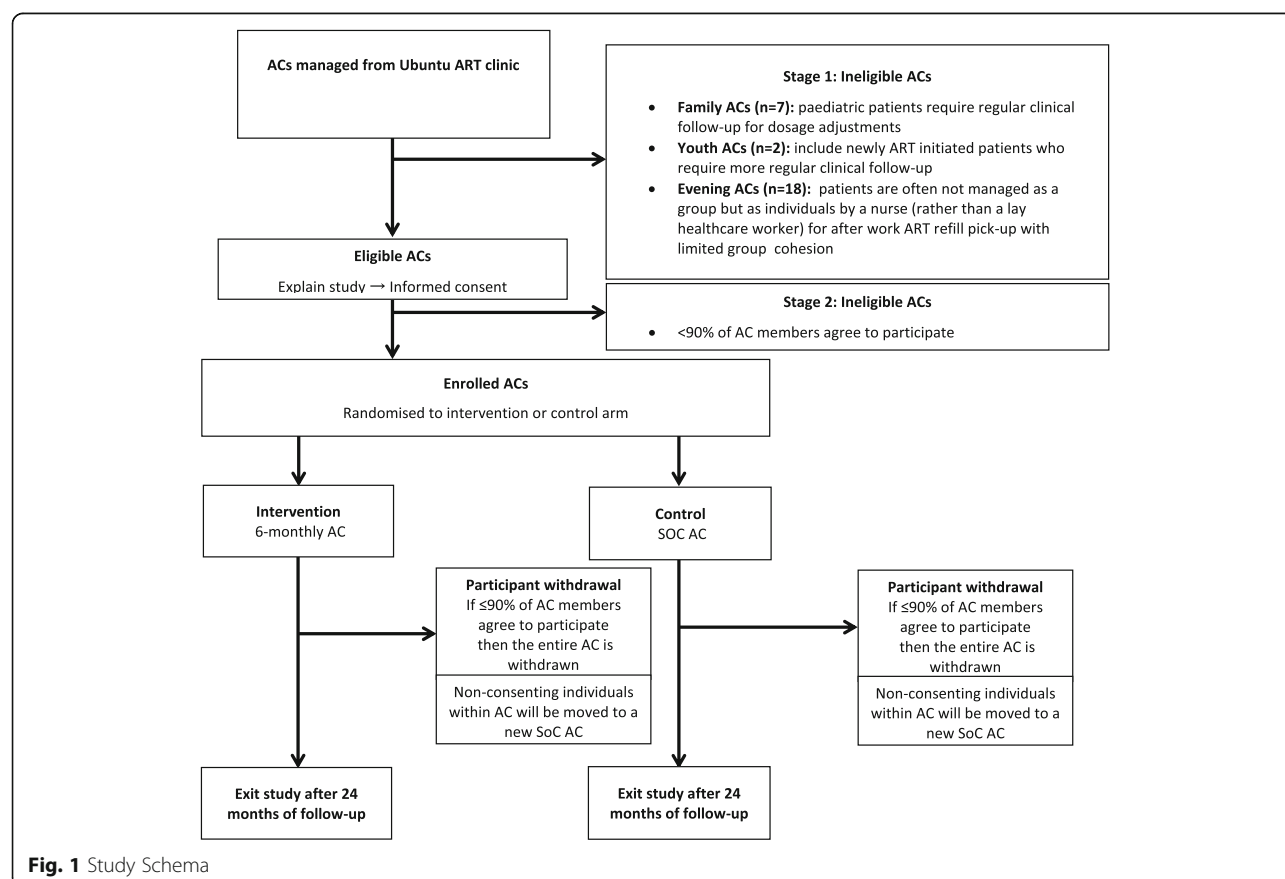 ACs managed from Ubuntu ART clinic
Stage 1: Ineligible ACs
• Family ACs (n=7): paediatric patients require regular clinical
follow-up for dosage adjustments
• Youth ACs (n=2): include newly ART initiated patients who
require more regular clinical follow-up
• Evening ACs (n=18): patients are often not managed as a
group but as individuals by a nurse (rather than a lay
healthcare worker) for after work ART refill pick-up with
limited group cohesion
Eligible ACs
Explain study → Informed consent
Stage 2: Ineligible ACs
• <90% of AC members agree to participate
Enrolled ACs
Randomised to intervention or control arm
Intervention
6-monthly AC
Control
SOC AC
Participant withdrawal
If ≤90% of AC members
agree to participate
then the entire AC is
withdrawn
Non-consenting individuals
within AC will be moved to a
new SoC AC
Participant withdrawal
If ≤90% of AC members
agree to participate
then the entire AC is
withdrawn
Non-consenting individuals
within AC will be moved to a
new SoC AC
Exit study after 24
months of follow-up
Exit study after 24
months of follow-up
Fig. 1 Study Schema